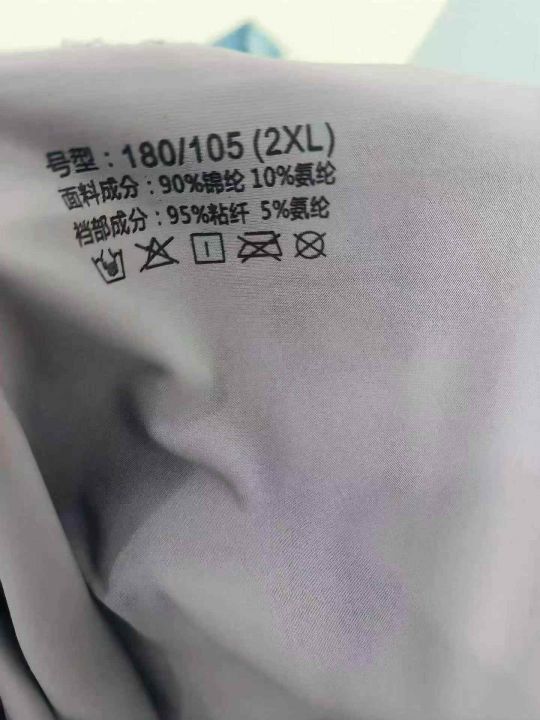 号型：180/105 (2XL)
面料成分：90%锦纶 10%氨纶
裆部成分：95%粘纤 5%氨纶